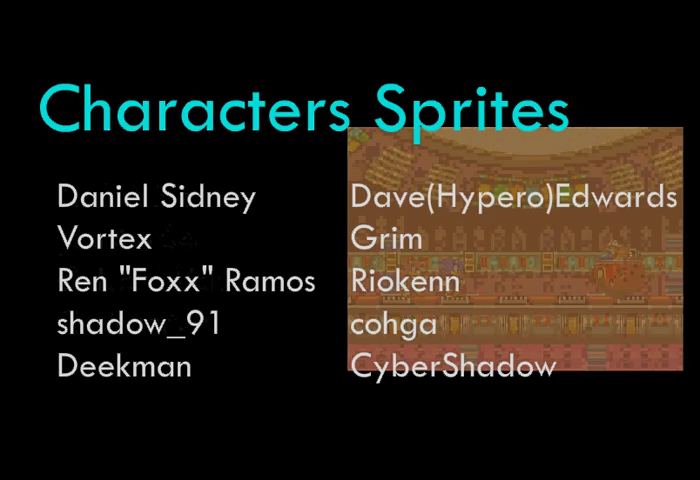 Characters Sprites
Daniel Sidney
Vortex
Ren "Foxx" Ramos
shadow_91
Deekman
Dave(Hypero)Edwards
Grim
Riokenn
cohga
CyberShadow